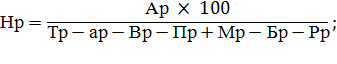 Нр = Ар × 100 / Тр − ар − Вр − Пр + Мр − Бр − Рр ;